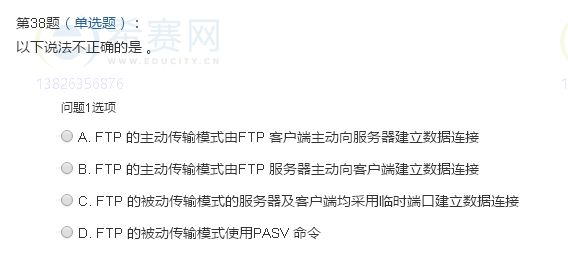 第38题（单选题）：
希赛网
以下说法不正确的是 。
WWW.EDUCITY.CN
13826356876
问题1选项
A. FTP 的主动传输模式由FTP 客户端主动向服务器建立数据连接
B. FTP 的主动传输模式由FTP 服务器主动向客户端建立数据连接
C. FTP 的被动传输模式的服务器及客户端均采用临时端口建立数据连接
D. FTP 的被动传输模式使用PASV 命令